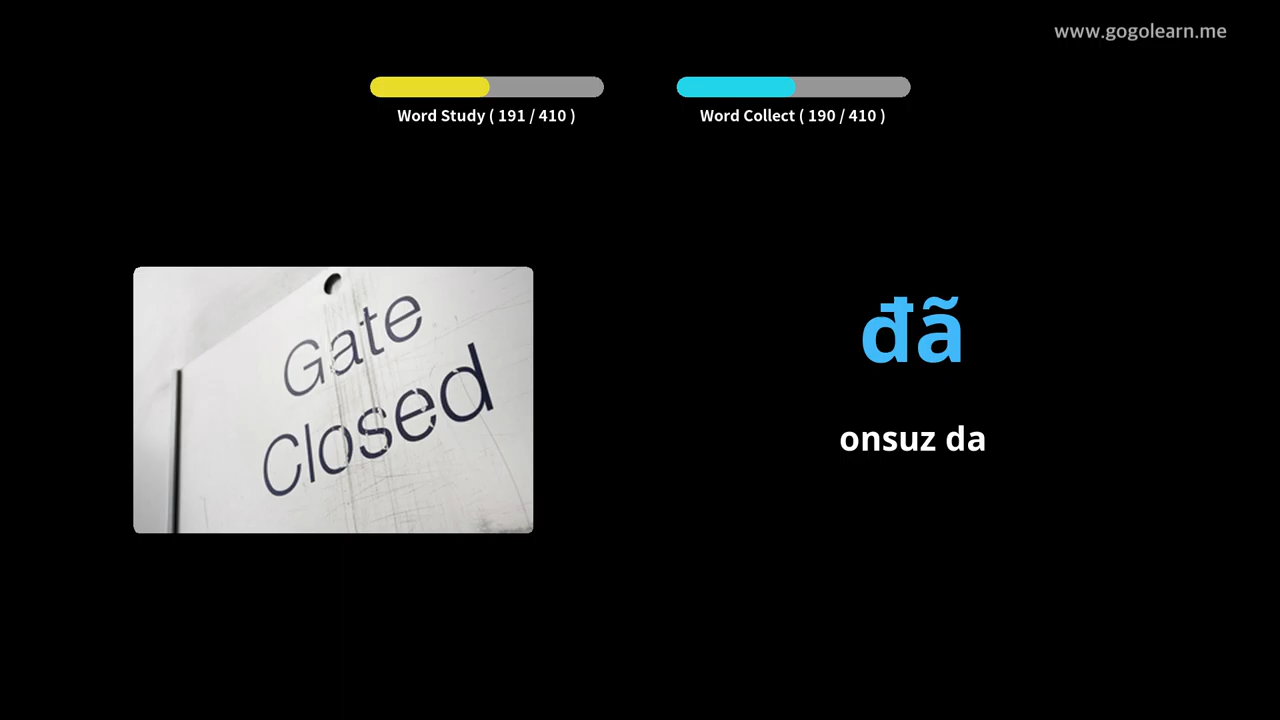 www.gogolearn.me
Word Study ( 191 / 410 )
Word Collect ( 190 / 410 )
Gate
Closed
đã
onsuz da